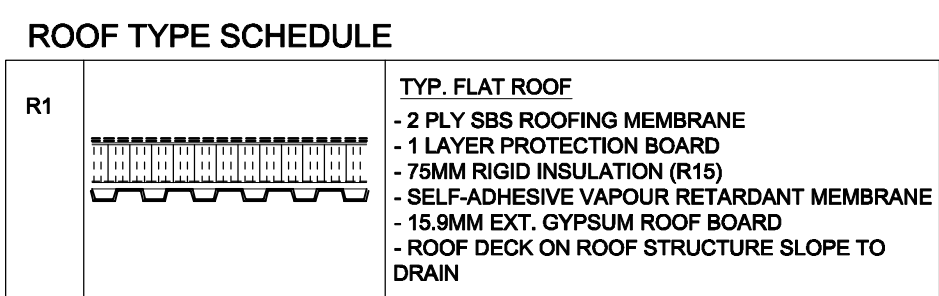 ROOF TYPE SCHEDULE
R1
TYP. FLAT ROOF
- 2 PLY SBS ROOFING MEMBRANE
- 1 LAYER PROTECTION BOARD
- 75MM RIGID INSULATION (R15)
- SELF-ADHESIVE VAPOUR RETARDANT MEMBRANE
- 15.9MM EXT. GYPSUM ROOF BOARD
- ROOF DECK ON ROOF STRUCTURE SLOPE TO
DRAIN